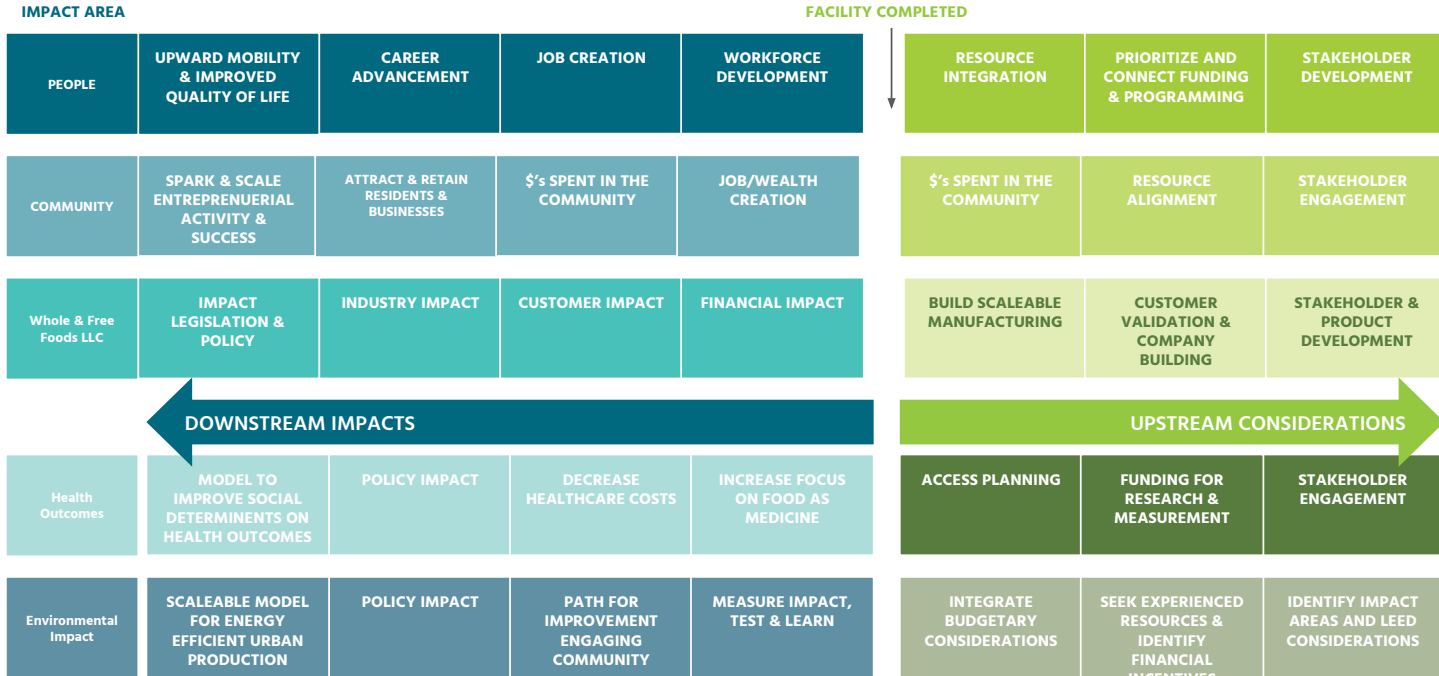 IMPACT AREA
FACILITY COMPLETED
PEOPLE
UPWARD MOBILITY
& IMPROVED
QUALITY OF LIFE
CAREER
ADVANCEMENT
JOB CREATION
WORKFORCE
DEVELOPMENT
RESOURCE
INTEGRATION
PRIORITIZE AND
CONNECT FUNDING
& PROGRAMMING
STAKEHOLDER
DEVELOPMENT
COMMUNITY
SPARK & SCALE
ENTREPRENUERIAL
ACTIVITY &
SUCCESS
ATTRACT & RETAIN
RESIDENTS &
BUSINESSES
$'s SPENT IN THE
COMMUNITY
JOB/WEALTH
CREATION
$'s SPENT IN THE
COMMUNITY
RESOURCE
ALIGNMENT
STAKEHOLDER
ENGAGEMENT
Whole & Free
Foods LLC
IMPACT
LEGISLATION &
POLICY
INDUSTRY IMPACT
CUSTOMER IMPACT
FINANCIAL IMPACT
BUILD SCALEABLE
MANUFACTURING
CUSTOMER
VALIDATION &
COMPANY
BUILDING
STAKEHOLDER &
PRODUCT
DEVELOPMENT
DOWNSTREAM IMPACTS
UPSTREAM CONSIDERATIONS
Health
Outcomes
MODEL TO
IMPROVE SOCIAL
DETERMINENTS ON
HEALTH OUTCOMES
POLICY IMPACT
DECREASE
HEALTHCARE COSTS
INCREASE FOCUS
ON FOOD AS
MEDICINE
ACCESS PLANNING
FUNDING FOR
RESEARCH &
MEASUREMENT
STAKEHOLDER
ENGAGEMENT
Environmental
Impact
SCALEABLE MODEL
FOR ENERGY
EFFICIENT URBAN
PRODUCTION
POLICY IMPACT
PATH FOR
IMPROVEMENT
ENGAGING
COMMUNITY
MEASURE IMPACT,
TEST & LEARN
INTEGRATE
BUDGETARY
CONSIDERATIONS
SEEK EXPERIENCED
RESOURCES &
IDENTIFY
FINANCIAL
IDENTIFY IMPACT
AREAS AND LEED
CONSIDERATIONS